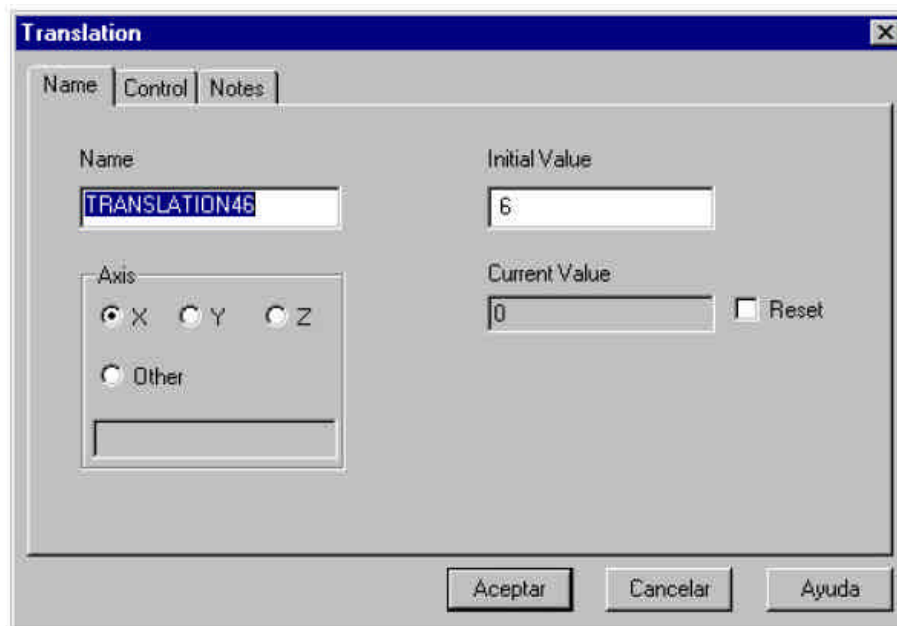 Translation
Name Control Notes
Name
TRANSLATION46
Initial Value
6
Axis
X Y Z
Other
Current Value
0
Reset
Aceptar Cancelar Ayuda